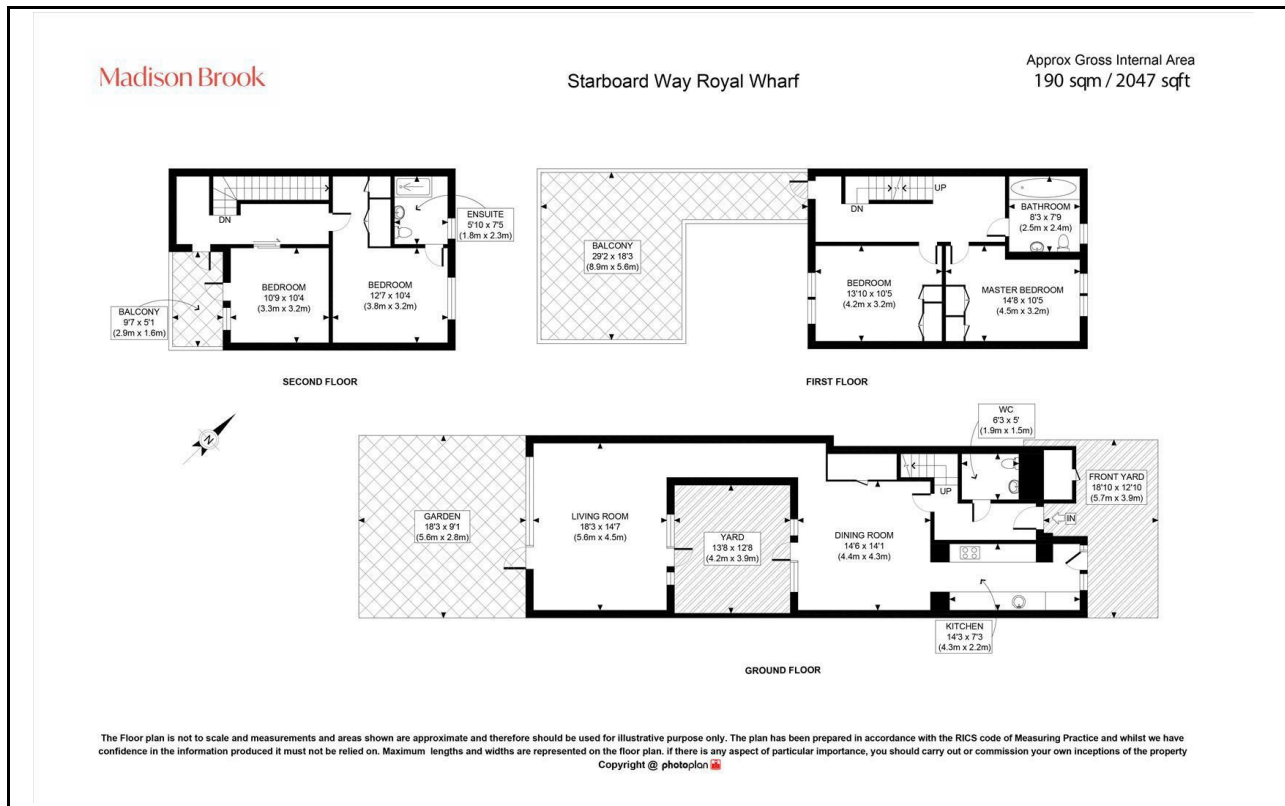 Madison Brook
Starboard Way Royal Wharf
Approx Gross Internal Area
190 sqm / 2047 sqft
DN
ENSUITE
5'10 x 7'5
(1.8m x 2.3m)
BEDROOM
10'9 x 10'4
(3.3m x 3.2m)
BEDROOM
12'7 x 10'4
(3.8m x 3.2m)
BALCONY
9'7 x 5'1
(2.9m x 1.6m)
SECOND FLOOR
BALCONY
29'2 x 18'3
(8.9m x 5.6m)
DN
UP
BATHROOM
8'3 x 7'9
(2.5m x 2.4m)
BEDROOM
13'10 x 10'5
(4.2m x 3.2m)
MASTER BEDROOM
14'8 x 10'5
(4.5m x 3.2m)
FIRST FLOOR
N
WC
6'3 x 5'
(1.9m x 1.5m)
UP
FRONT YARD
18'10 x 12'10
(5.7m x 3.9m)
IN
GARDEN
18'3 x 9'1
(5.6m x 2.8m)
LIVING ROOM
18'3 x 14'7
(5.6m x 4.5m)
YARD
13'8 x 12'8
(4.2m x 3.9m)
DINING ROOM
14'6 x 14'1
(4.4m x 4.3m)
KITCHEN
14'3 x 7'3
(4.3m x 2.2m)
GROUND FLOOR
The Floor plan is not to scale and measurements and areas shown are approximate and therefore should be used for illustrative purpose only. The plan has been prepared in accordance with the RICS code of Measuring Practice and whilst we have
confidence in the information produced it must not be relied on. Maximum lengths and widths are represented on the floor plan. if there is any aspect of particular importance, you should carry out or commission your own inceptions of the property
Copyright @ photoplan